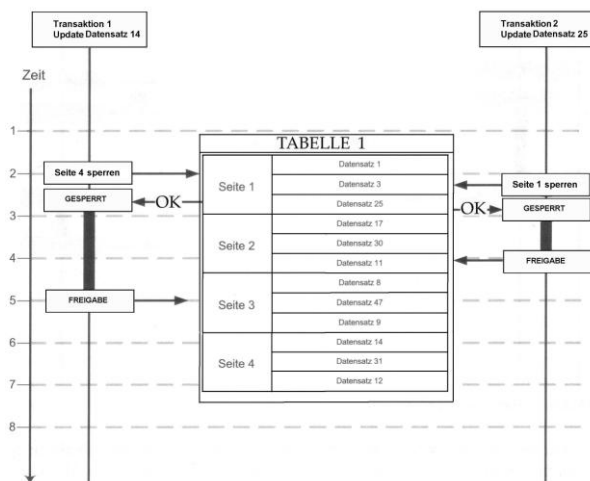 Transaktion 1
Update Datensatz 14
Transaktion 2
Update Datensatz 25
Zeit
1
2
3
4
5
6
7
8
Seite 4 sperren
GESPERRT
OK
FREIGABE
TABELLE 1
Seite 1
Datensatz 1
Datensatz 3
Datensatz 25
Seite 2
Datensatz 17
Datensatz 30
Datensatz 11
Seite 3
Datensatz 8
Datensatz 47
Datensatz 9
Seite 4
Datensatz 14
Datensatz 31
Datensatz 12
Seite 1 sperren
OK
GESPERRT
FREIGABE